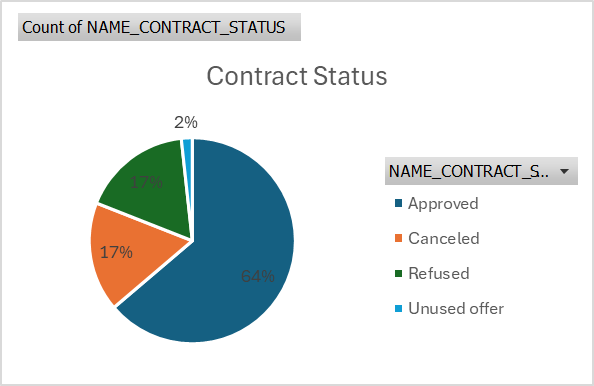 Count of NAME_CONTRACT_STATUS
Contract Status
2%
17%
17%
64%
NAME_CONTRACT_S...
Approved
Canceled
Refused
Unused offer